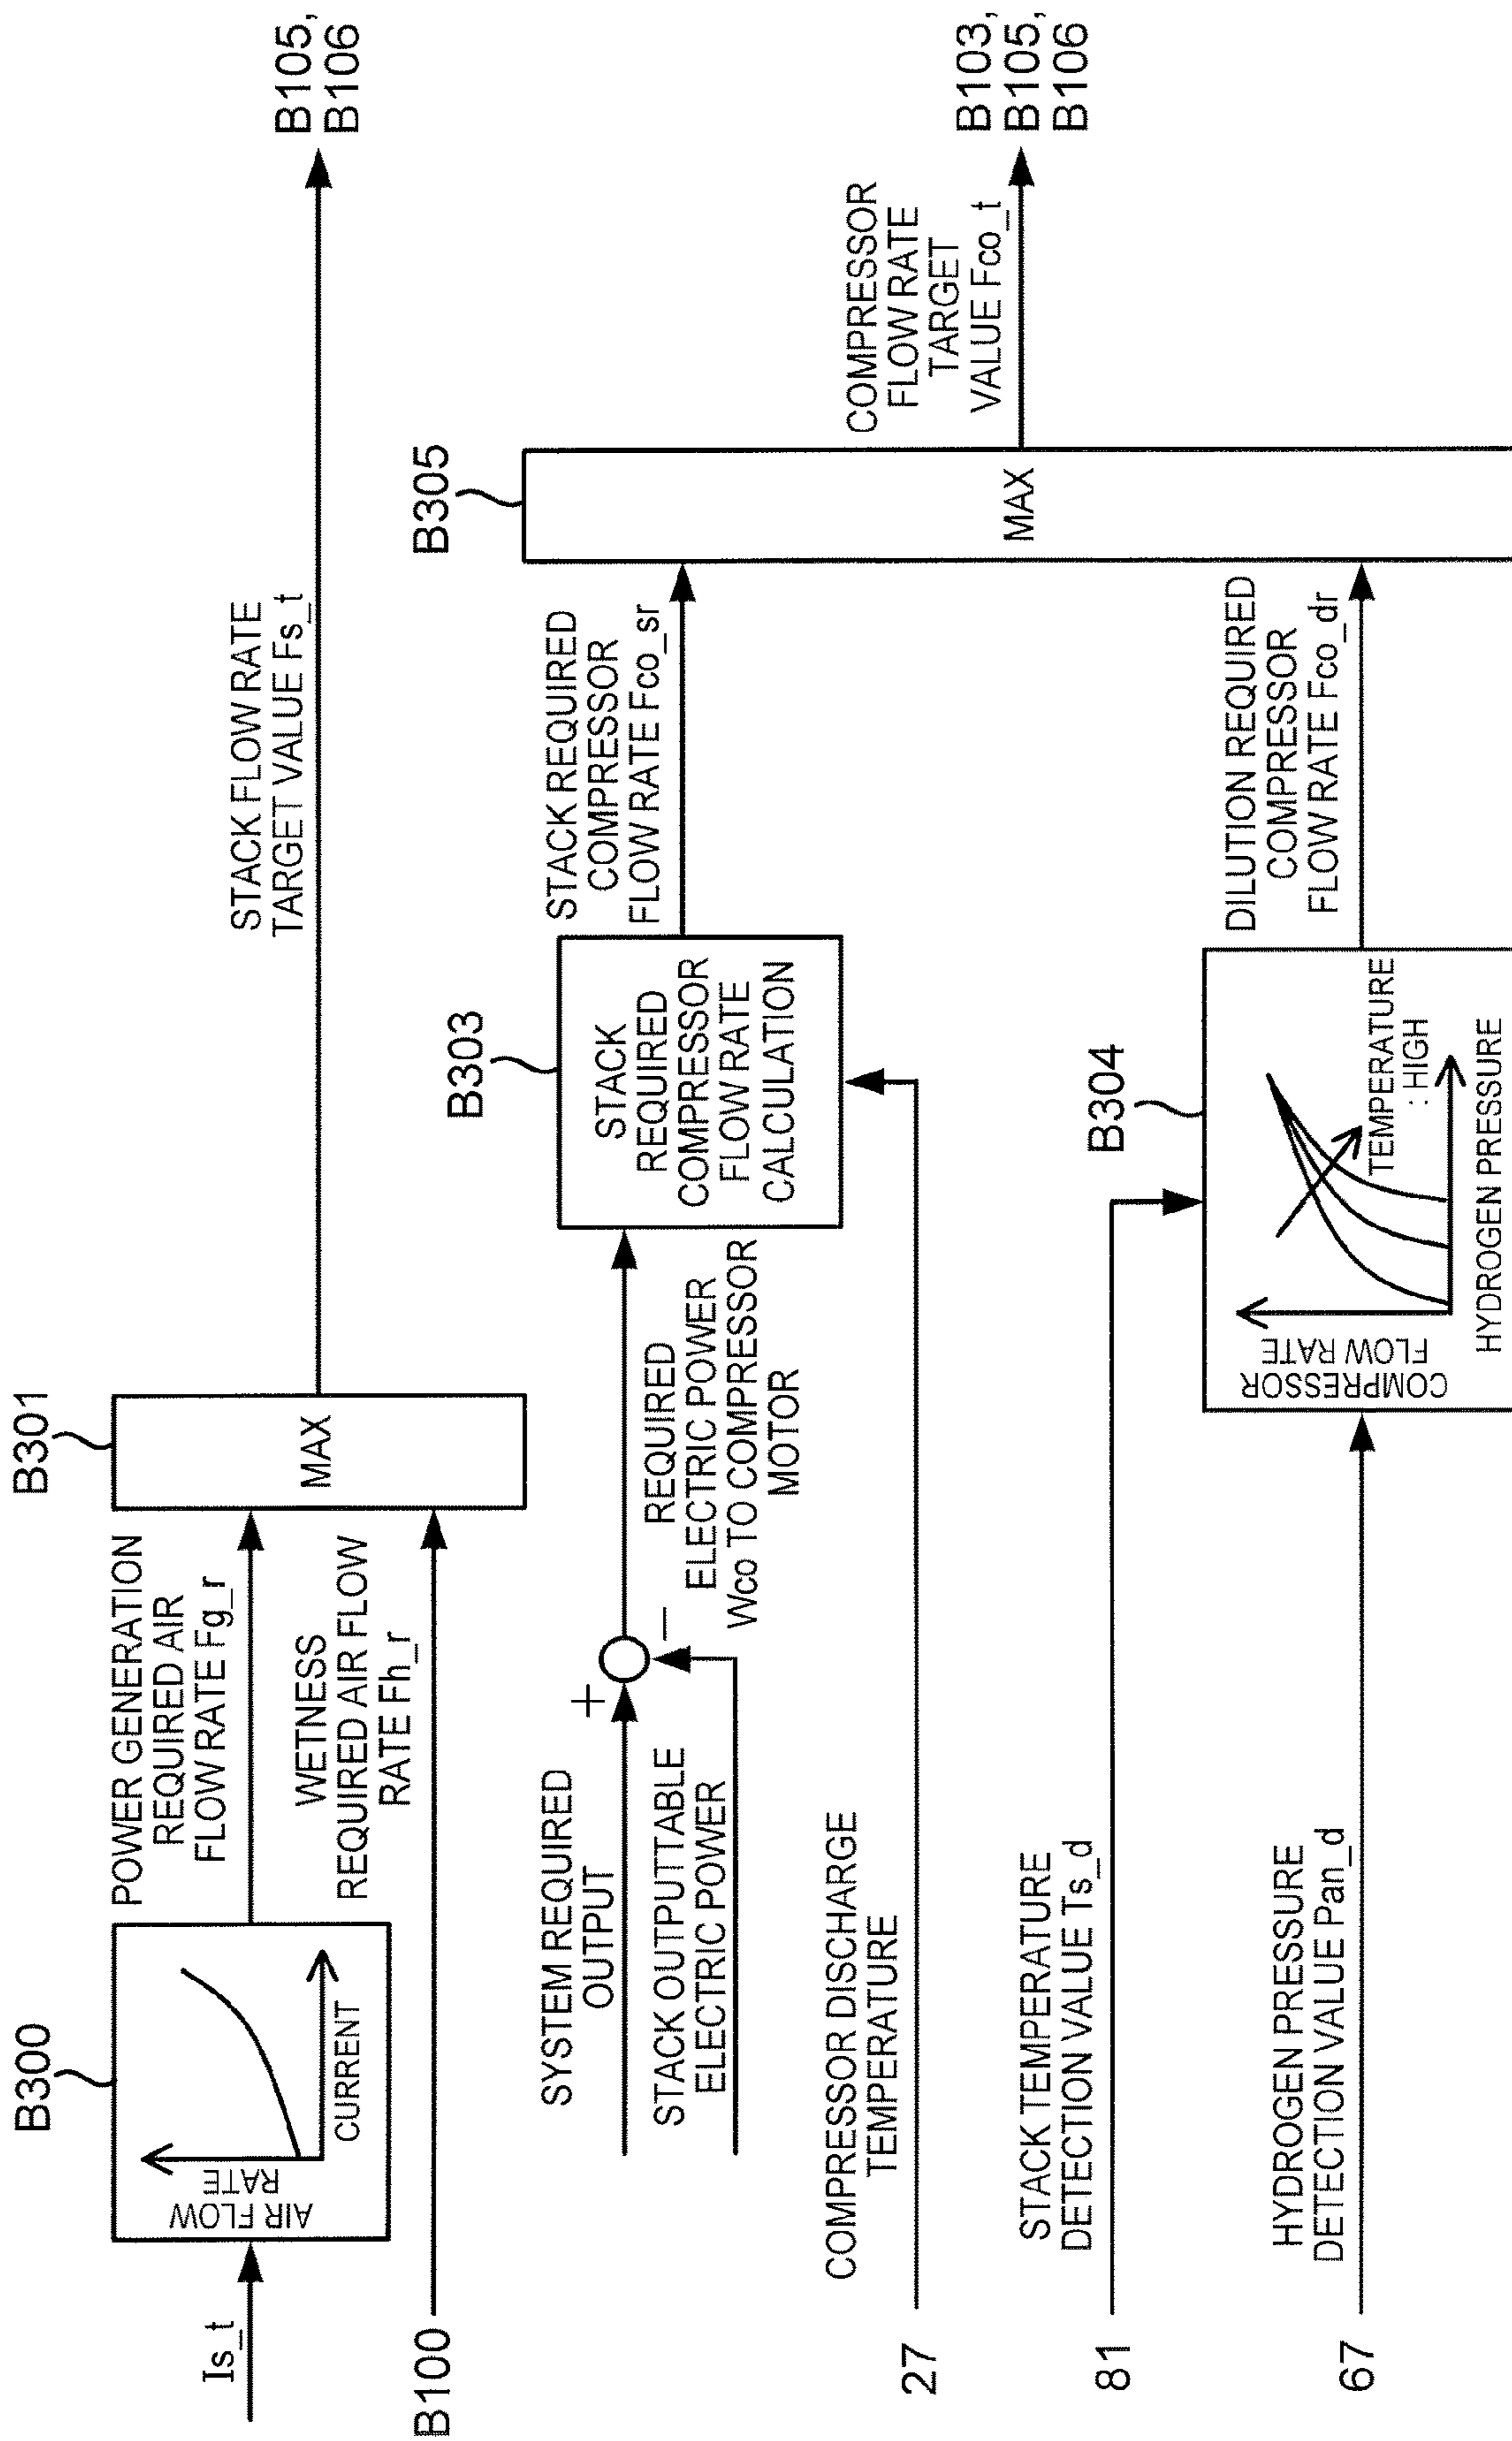 Is_t
B300
AIR FLOW
RATE
CURRENT
POWER GENERATION
REQUIRED AIR
FLOW RATE Fg_r
B100
WETNESS
REQUIRED AIR FLOW
RATE Fh_r
B301
MAX
STACK FLOW RATE
TARGET VALUE Fs_t
B105,
B106
SYSTEM REQUIRED
OUTPUT
+
STACK OUTPUTTABLE
ELECTRIC POWER
−
REQUIRED
ELECTRIC POWER
Wco TO COMPRESSOR
MOTOR
B303
STACK
REQUIRED
COMPRESSOR
FLOW RATE
CALCULATION
STACK REQUIRED
COMPRESSOR
FLOW RATE Fco_sr
27
COMPRESSOR DISCHARGE
TEMPERATURE
81
STACK TEMPERATURE
DETECTION VALUE Ts_d
67
HYDROGEN PRESSURE
DETECTION VALUE Pan_d
B304
COMPRESSOR
FLOW RATE
TEMPERATURE
: HIGH
HYDROGEN PRESSURE
DILUTION REQUIRED
COMPRESSOR
FLOW RATE Fco_dr
B305
MAX
COMPRESSOR
FLOW RATE
TARGET
VALUE Fco_t
B103,
B105,
B106